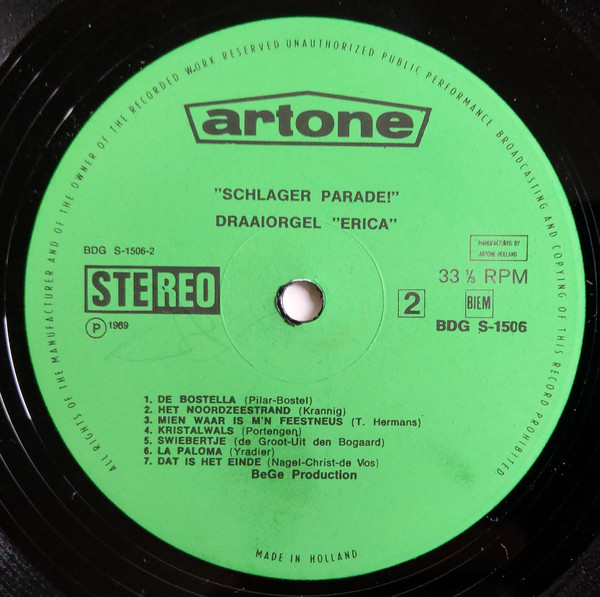 ALL RIGHTS OF THE MANUFACTURER AND OF THE OWNER OF THE RECORDED WORK RESERVED UNAUTHORIZED PUBLIC PERFORMANCE BROADCASTING AND COPYING OF THIS RECORD PROHIBITED
artone
"SCHLAGER PARADE!"
DRAAIORGEL "ERICA"
BDG S-1506-2
MANUFACTURED BY
ARTONE HOLLAND
STEREO
33 ⅓ RPM
2
BIEM
Ⓟ 1969
BDG S-1506
1. DE BOSTELLA (Pilar-Bostel)
2. HET NOORDZEESTRAND (Krannig)
3. MIEN WAAR IS M'N FEESTNEUS (T. Hermans)
4. KRISTALWALS (Portengen)
5. SWIEBERTJE (de Groot-Uit den Bogaard)
6. LA PALOMA (Yradier)
7. DAT IS HET EINDE (Nagel-Christ-de Vos)
BeGe Production
MADE IN HOLLAND